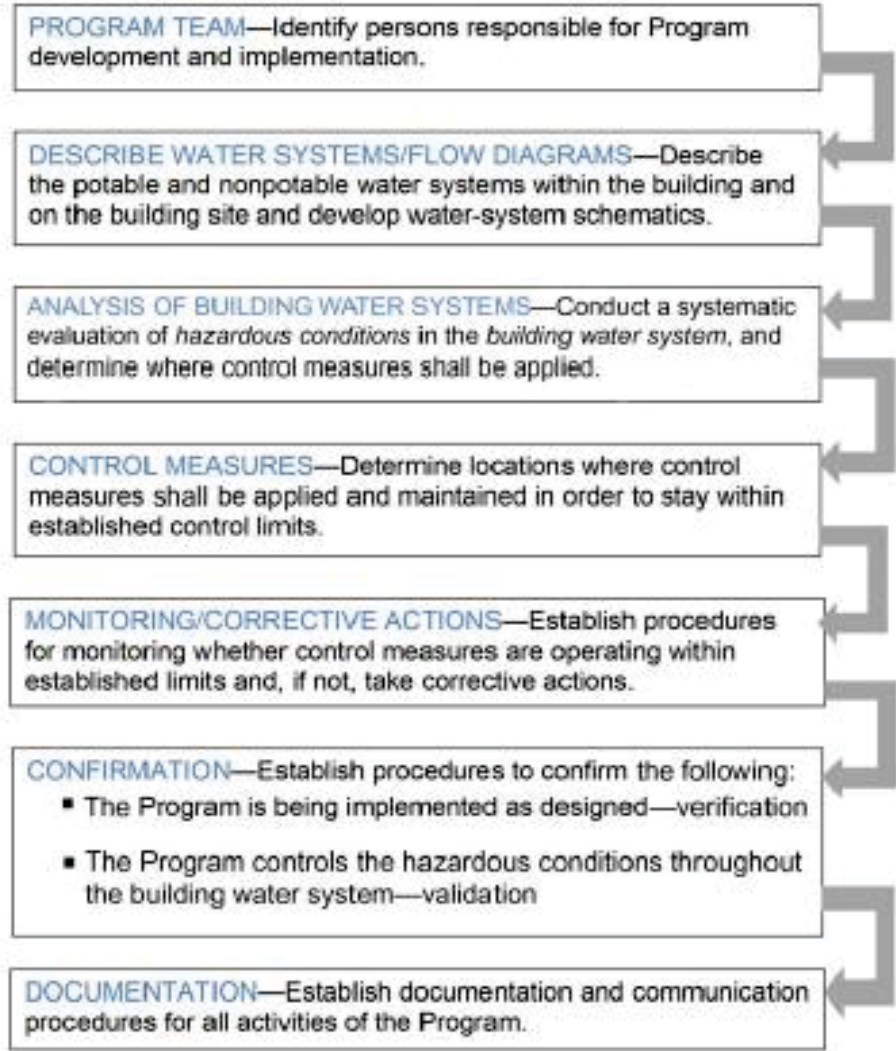 PROGRAM TEAM—Identify persons responsible for Program
development and implementation.
DESCRIBE WATER SYSTEMS/FLOW DIAGRAMS—Describe
the potable and nonpotable water systems within the building and
on the building site and develop water-system schematics.
ANALYSIS OF BUILDING WATER SYSTEMS—Conduct a systematic
evaluation of hazardous conditions in the building water system, and
determine where control measures shall be applied.
CONTROL MEASURES—Determine locations where control
measures shall be applied and maintained in order to stay within
established control limits.
MONITORING/CORRECTIVE ACTIONS—Establish procedures
for monitoring whether control measures are operating within
established limits and, if not, take corrective actions.
CONFIRMATION—Establish procedures to confirm the following:
▪ The Program is being implemented as designed—verification
▪ The Program controls the hazardous conditions throughout
the building water system—validation
DOCUMENTATION—Establish documentation and communication
procedures for all activities of the Program.